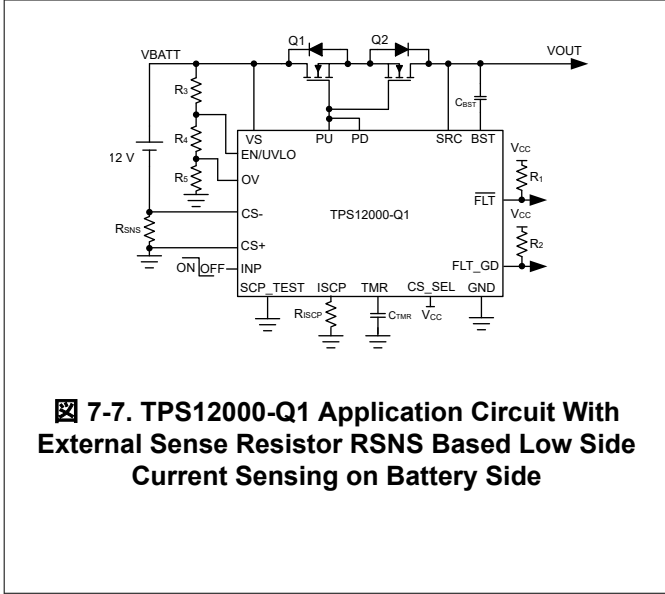 Q1 Q2
VBATT VOUT
R3
CBST
R4
VS PU PD SRC BST
EN/UVLO
VCC
12 V
R5
OV
R1
FLT
CS-
TPS12000-Q1
VCC
RSNS
CS+
R2
ON OFF INP
FLT_GD
SCP_TEST ISCP TMR CS_SEL GND
RISCP CTMR VCC
図 7-7. TPS12000-Q1 Application Circuit With
External Sense Resistor RSNS Based Low Side
Current Sensing on Battery Side